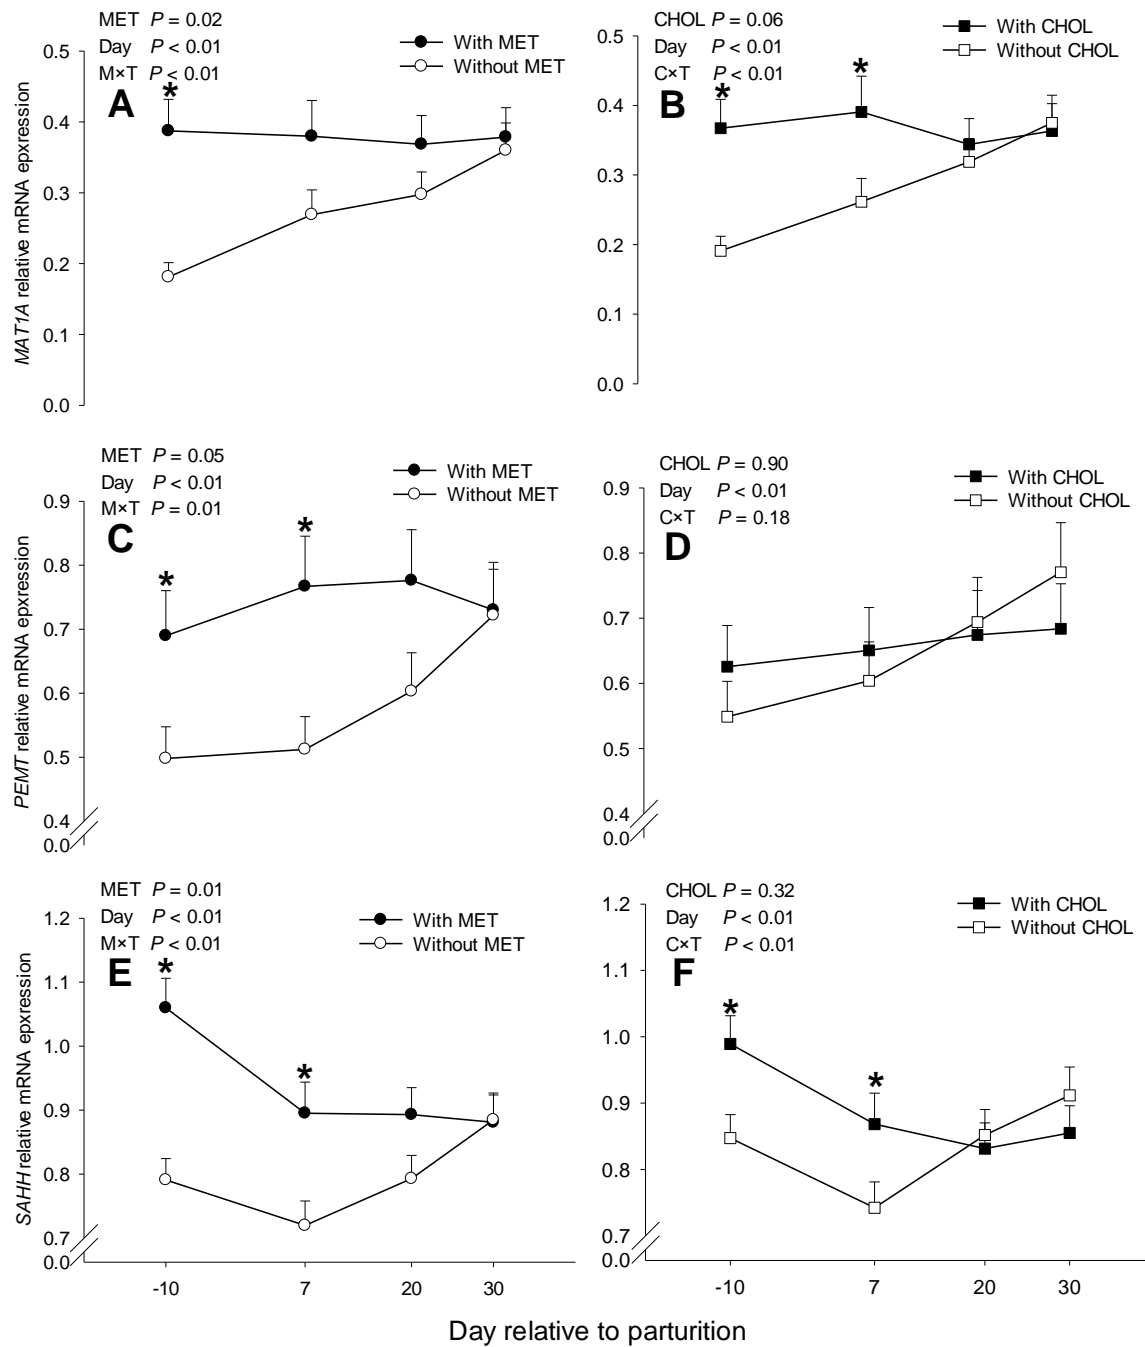 MET P = 0.02
Day P < 0.01
M×T P < 0.01
With MET
Without MET
*
A
0.5
0.4
0.3
0.2
0.1
0.0
MAT1A relative mRNA epxression
CHOL P = 0.06
Day P < 0.01
C×T P < 0.01
With CHOL
Without CHOL
* *
B
0.5
0.4
0.3
0.2
0.1
0.0
MET P = 0.05
Day P < 0.01
M×T P = 0.01
With MET
Without MET
* *
C
0.9
0.8
0.7
0.6
0.5
0.4
0.0
PEMT relative mRNA epxression
CHOL P = 0.90
Day P < 0.01
C×T P = 0.18
With CHOL
Without CHOL
D
0.9
0.8
0.7
0.6
0.5
0.4
0.0
MET P = 0.01
Day P < 0.01
M×T P < 0.01
With MET
Without MET
* *
E
1.2
1.1
1.0
0.9
0.8
0.7
0.0
SAHH relative mRNA epxression
-10 7 20 30
CHOL P = 0.32
Day P < 0.01
C×T P < 0.01
With CHOL
Without CHOL
* *
F
1.2
1.1
1.0
0.9
0.8
0.7
0.0
-10 7 20 30
Day relative to parturition